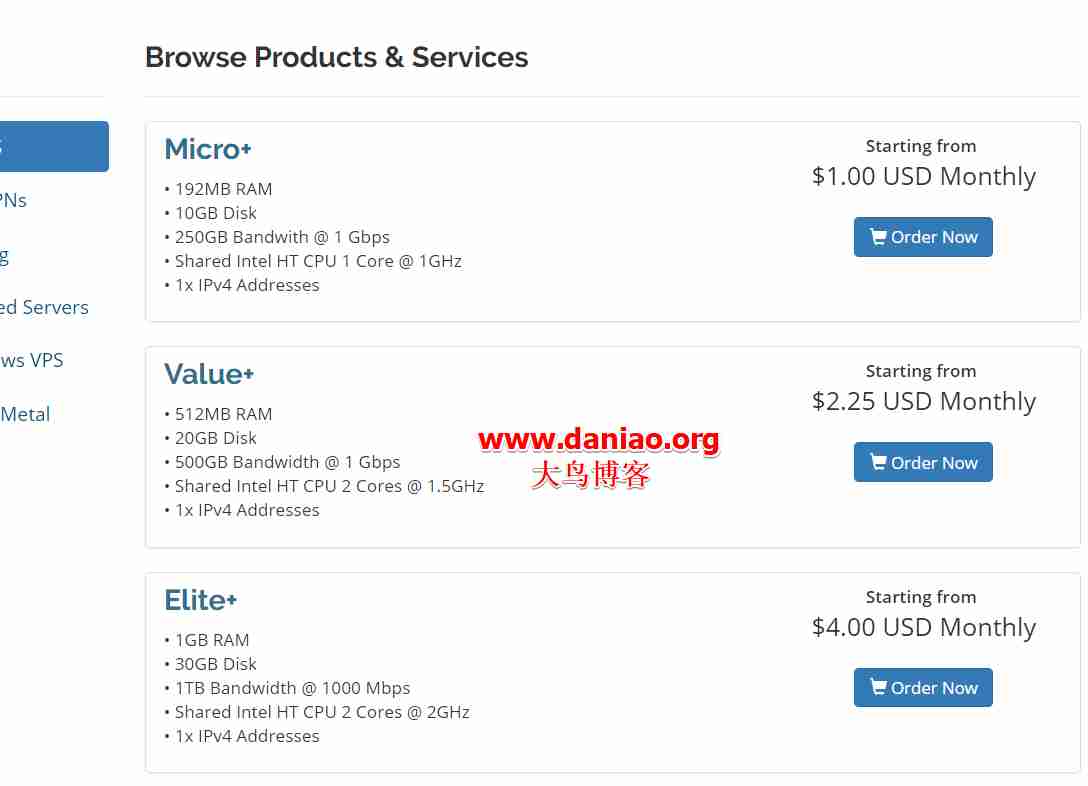 Browse Products & Services
PNs
g
ed Servers
ws VPS
Metal
Micro+
• 192MB RAM
• 10GB Disk
• 250GB Bandwith @ 1 Gbps
• Shared Intel HT CPU 1 Core @ 1GHz
• 1x IPv4 Addresses
Starting from
$1.00 USD Monthly
Order Now
Value+
• 512MB RAM
• 20GB Disk
• 500GB Bandwidth @ 1 Gbps
• Shared Intel HT CPU 2 Cores @ 1.5GHz
• 1x IPv4 Addresses
www.daniao.org
大鸟博客
Starting from
$2.25 USD Monthly
Order Now
Elite+
• 1GB RAM
• 30GB Disk
• 1TB Bandwidth @ 1000 Mbps
• Shared Intel HT CPU 2 Cores @ 2GHz
• 1x IPv4 Addresses
Starting from
$4.00 USD Monthly
Order Now